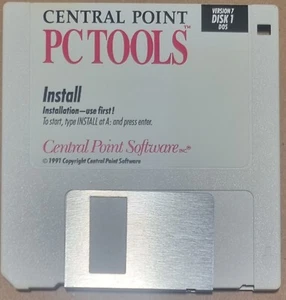 CENTRAL POINT
PC TOOLS™
VERSION 7
DISK 1
DOS
Install
Installation—use first!
To start, type INSTALL at A: and press enter.
Central Point Software INC.®
© 1991 Copyright Central Point Software